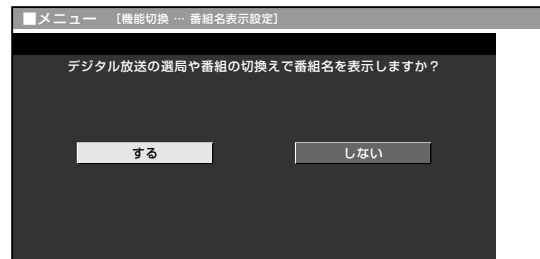 ■メニュー [機能切換 … 番組名表示設定]
デジタル放送の選局や番組の切換えで番組名を表示しますか？
する
しない